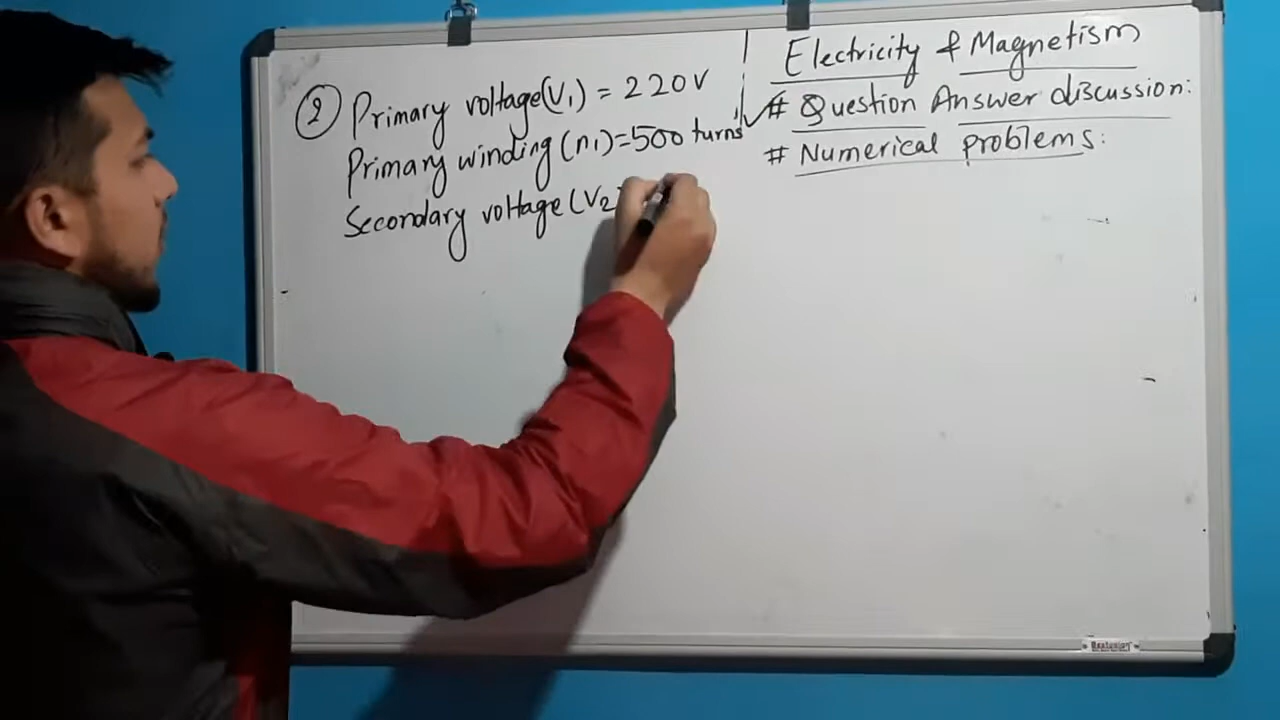 ② Primary voltage(V₁) = 220V
Primary winding (n₁)=500 turns
Secondary voltage (V₂)
Electricity & Magnetism
# Question Answer discussion:
# Numerical problems: